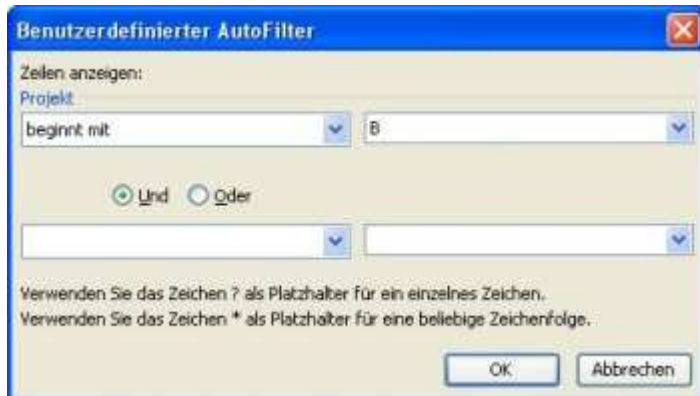 Benutzerdefinierter AutoFilter
Zeilen anzeigen:
Projekt
beginnt mit B
Und Oder
Verwenden Sie das Zeichen ? als Platzhalter für ein einzelnes Zeichen.
Verwenden Sie das Zeichen * als Platzhalter für eine beliebige Zeichenfolge.
OK Abbrechen